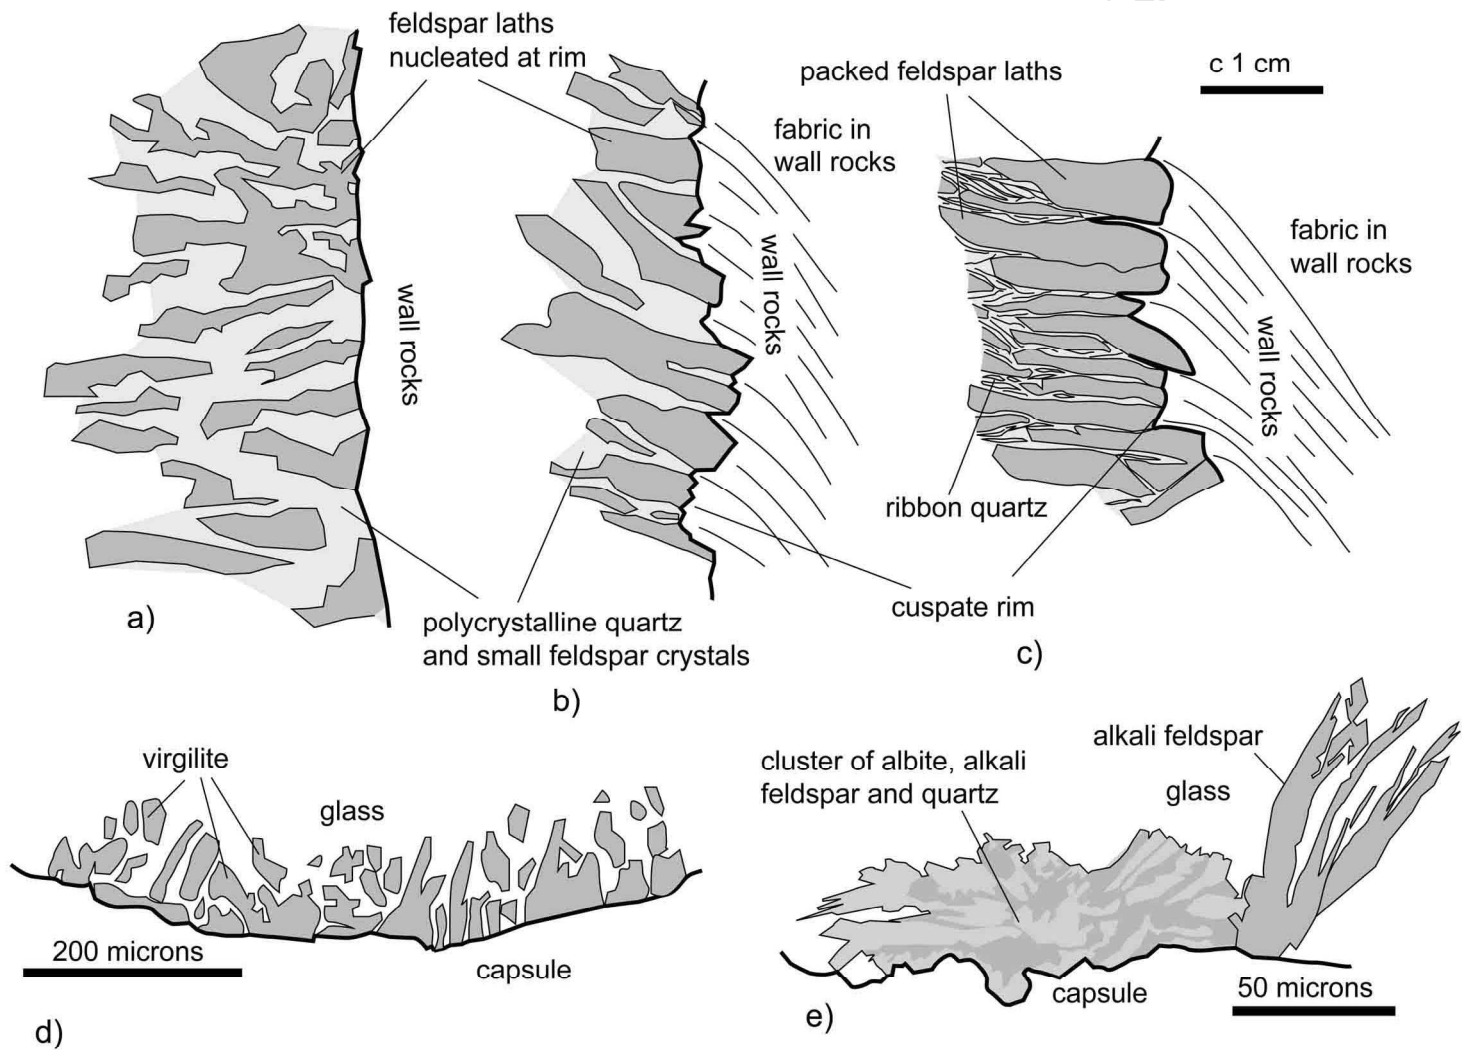 feldspar laths
nucleated at rim
packed feldspar laths
c 1 cm
fabric in
wall rocks
fabric in
wall rocks
wall rocks
wall rocks
wall rocks
ribbon quartz
cuspate rim
a)
polycrystalline quartz
and small feldspar crystals
b)
c)
virgilite
glass
200 microns
capsule
d)
cluster of albite, alkali
feldspar and quartz
alkali feldspar
glass
capsule
50 microns
e)